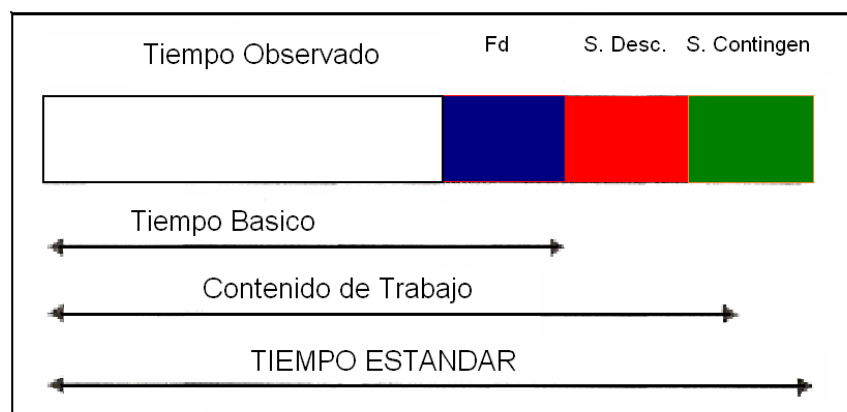 Tiempo Observado Fd S. Desc. S. Contingen
Tiempo Basico
Contenido de Trabajo
TIEMPO ESTANDAR